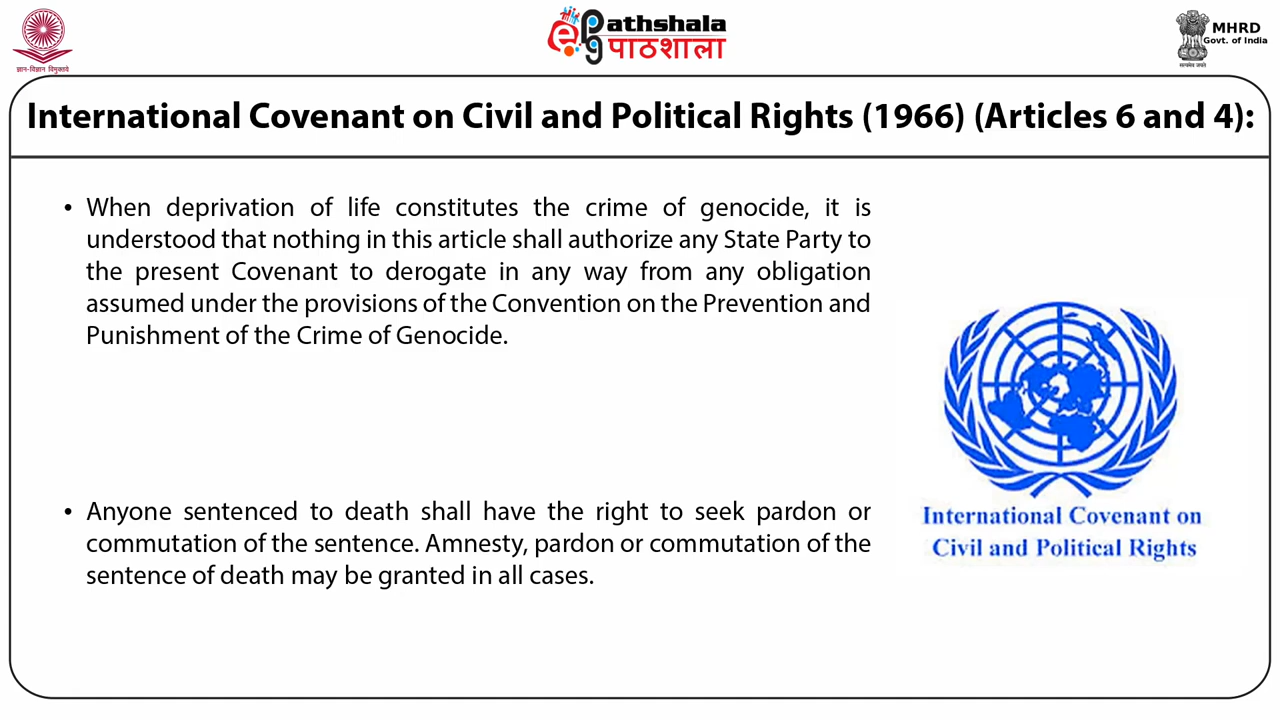 ज्ञान-विज्ञान विमुक्तये
ePathshala
पाठशाला
MHRD
Govt. of India
सत्यमेव जयते
International Covenant on Civil and Political Rights (1966) (Articles 6 and 4):
• When deprivation of life constitutes the crime of genocide, it is
understood that nothing in this article shall authorize any State Party to
the present Covenant to derogate in any way from any obligation
assumed under the provisions of the Convention on the Prevention and
Punishment of the Crime of Genocide.
• Anyone sentenced to death shall have the right to seek pardon or
commutation of the sentence. Amnesty, pardon or commutation of the
sentence of death may be granted in all cases.
International Covenant on
Civil and Political Rights